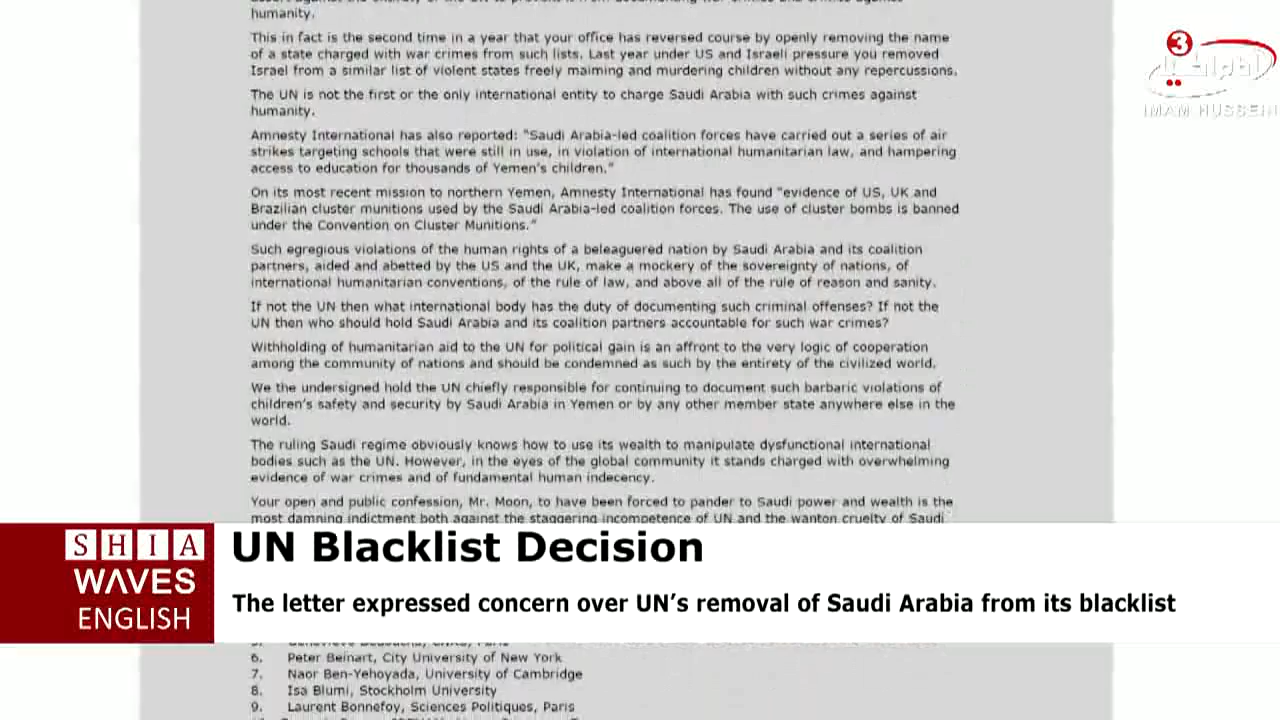 humanity.
This in fact is the second time in a year that your office has reversed course by openly removing the name
of a state charged with war crimes from such lists. Last year under US and Israeli pressure you removed
Israel from a similar list of violent states freely maiming and murdering children without any repercussions.
The UN is not the first or the only international entity to charge Saudi Arabia with such crimes against
humanity.
Amnesty International has also reported: "Saudi Arabia-led coalition forces have carried out a series of air
strikes targeting schools that were still in use, in violation of international humanitarian law, and hampering
access to education for thousands of Yemen's children."
On its most recent mission to northern Yemen, Amnesty International has found "evidence of US, UK and
Brazilian cluster munitions used by the Saudi Arabia-led coalition forces. The use of cluster bombs is banned
under the Convention on Cluster Munitions."
Such egregious violations of the human rights of a beleaguered nation by Saudi Arabia and its coalition
partners, aided and abetted by the US and the UK, make a mockery of the sovereignty of nations, of
international humanitarian conventions, of the rule of law, and above all of the rule of reason and sanity.
If not the UN then what international body has the duty of documenting such criminal offenses? If not the
UN then who should hold Saudi Arabia and its coalition partners accountable for such war crimes?
Withholding of humanitarian aid to the UN for political gain is an affront to the very logic of cooperation
among the community of nations and should be condemned as such by the entirety of the civilized world.
We the undersigned hold the UN chiefly responsible for continuing to document such barbaric violations of
children's safety and security by Saudi Arabia in Yemen or by any other member state anywhere else in the
world.
The ruling Saudi regime obviously knows how to use its wealth to manipulate dysfunctional international
bodies such as the UN. However, in the eyes of the global community it stands charged with overwhelming
evidence of war crimes and of fundamental human indecency.
Your open and public confession, Mr. Moon, to have been forced to pander to Saudi power and wealth is the
most damning indictment both against the staggering incompetence of UN and the wanton cruelty of Saudi
3
IMAM HUSSEIN
SHIA
WAVES
ENGLISH
UN Blacklist Decision
The letter expressed concern over UN's removal of Saudi Arabia from its blacklist
6. Peter Beinart, City University of New York
7. Naor Ben-Yehoyada, University of Cambridge
8. Isa Blumi, Stockholm University
9. Laurent Bonnefoy, Sciences Politiques, Paris